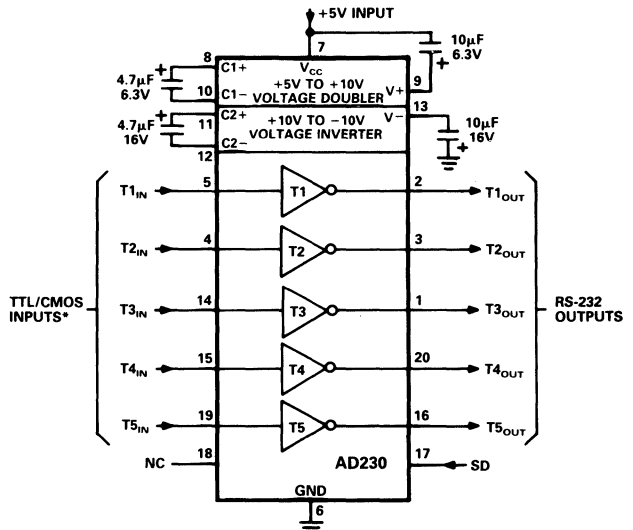 +5V INPUT
7
VCC
10μF
6.3V
+
9
V+
8
C1+
+
4.7μF
6.3V
10
C1−
+5V TO +10V
VOLTAGE DOUBLER
13
V−
4.7μF
16V
+
11
C2+
+10V TO −10V
VOLTAGE INVERTER
10μF
16V
+
12
C2−
T1IN
5
T1
2
T1OUT
T2IN
4
T2
3
T2OUT
TTL/CMOS
INPUTS*
T3IN
14
T3
1
T3OUT
RS-232
OUTPUTS
T4IN
15
T4
20
T4OUT
T5IN
19
T5
16
T5OUT
NC
18
AD230
17
SD
GND
6